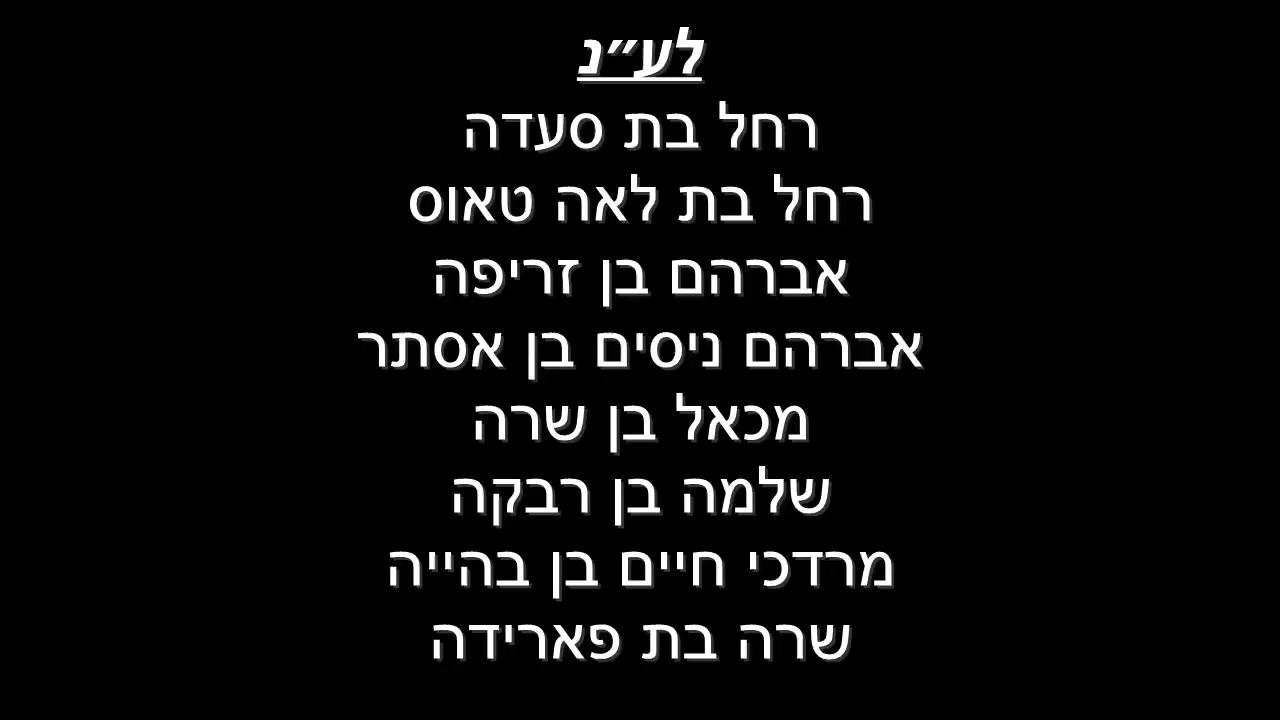 לע״נ
רחל בת סעדה
רחל בת לאה טאוס
אברהם בן זריפה
אברהם ניסים בן אסתר
מכאל בן שרה
שלמה בן רבקה
מרדכי חיים בן בהייה
שרה בת פארידה